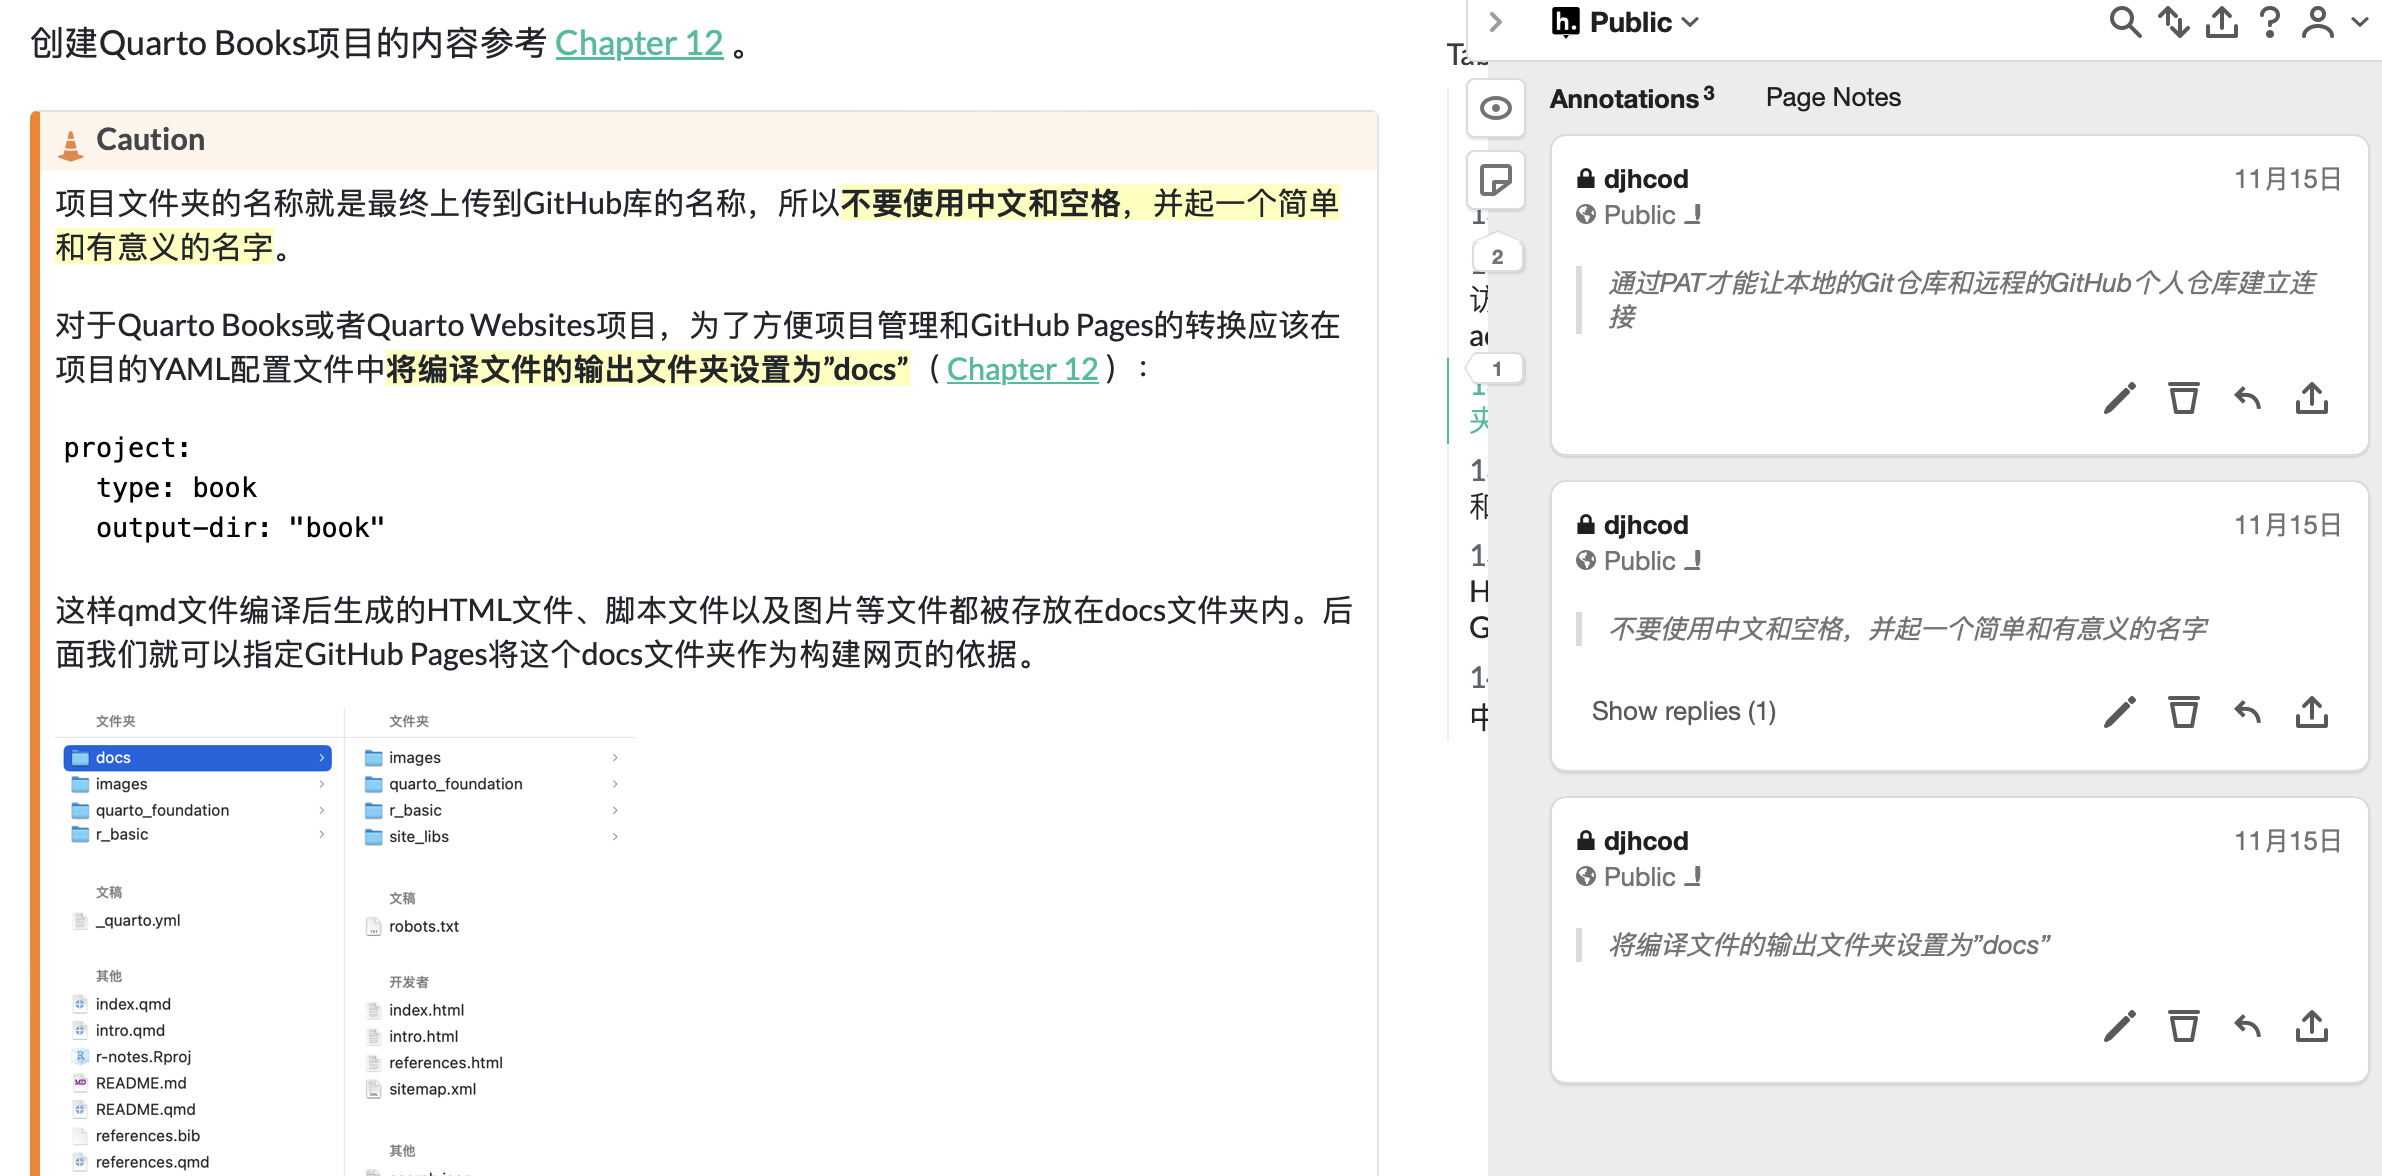 创建Quarto Books项目的内容参考 Chapter 12 。
Caution
项目文件夹的名称就是最终上传到GitHub库的名称，所以不要使用中文和空格，并起一个简单
和有意义的名字。
对于Quarto Books或者Quarto Websites项目，为了方便项目管理和GitHub Pages的转换应该在
项目的YAML配置文件中将编译文件的输出文件夹设置为”docs”（Chapter 12）：
project:
  type: book
  output-dir: "book"
这样qmd文件编译后生成的HTML文件、脚本文件以及图片等文件都被存放在docs文件夹内。后
面我们就可以指定GitHub Pages将这个docs文件夹作为构建网页的依据。
文件夹
docs
images
quarto_foundation
r_basic
文稿
_quarto.yml
其他
index.qmd
intro.qmd
r-notes.Rproj
README.md
README.qmd
references.bib
references.qmd
文件夹
images
quarto_foundation
r_basic
site_libs
文稿
robots.txt
开发者
index.html
intro.html
references.html
sitemap.xml
其他
2
访
1
夹
和
H
G
中
h. Public
Annotations 3
Page Notes
djhcod
11月15日
Public
通过PAT才能让本地的Git仓库和远程的GitHub个人仓库建立连
接
djhcod
11月15日
Public
不要使用中文和空格，并起一个简单和有意义的名字
Show replies (1)
djhcod
11月15日
Public
将编译文件的输出文件夹设置为”docs”